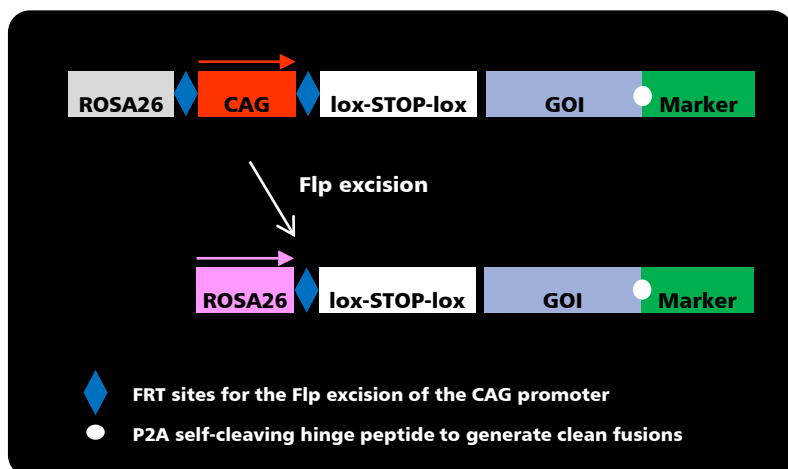 ROSA26 CAG lox-STOP-lox GOI Marker
Flp excision
ROSA26 lox-STOP-lox GOI Marker
FRT sites for the Flp excision of the CAG promoter
P2A self-cleaving hinge peptide to generate clean fusions